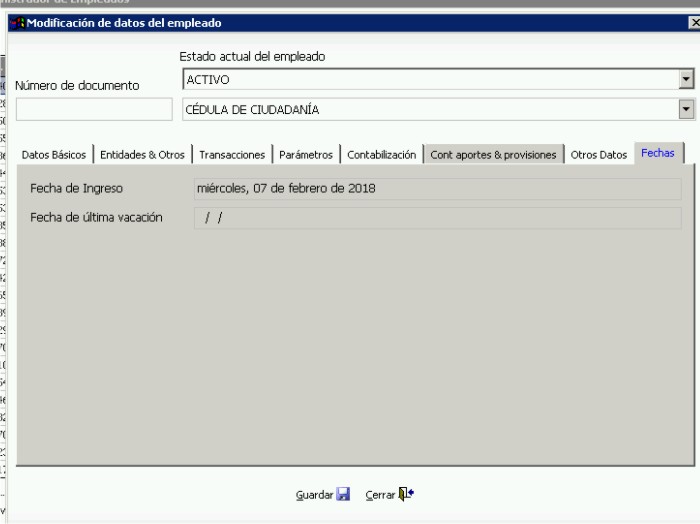 Modificación de datos del empleado
Estado actual del empleado
Número de documento
ACTIVO
CÉDULA DE CIUDADANÍA
Datos Básicos
Entidades & Otros
Transacciones
Parámetros
Contabilización
Cont aportes & provisiones
Otros Datos
Fechas
Fecha de Ingreso
miércoles, 07 de febrero de 2018
Fecha de última vacación
/ /
Guardar
Cerrar